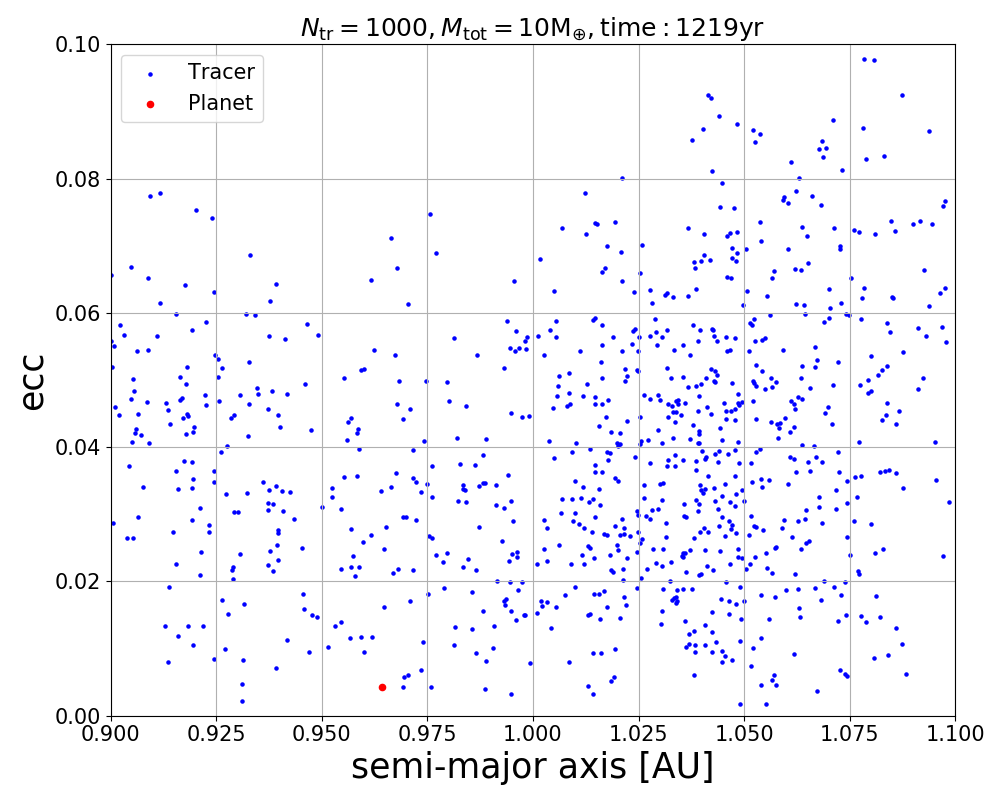 N_tr = 1000, M_tot = 10M_⊕, time : 1219yr
0.10
Tracer
Planet
0.08
0.06
ecc
0.04
0.02
0.00
0.900 0.925 0.950 0.975 1.000 1.025 1.050 1.075 1.100
semi-major axis [AU]